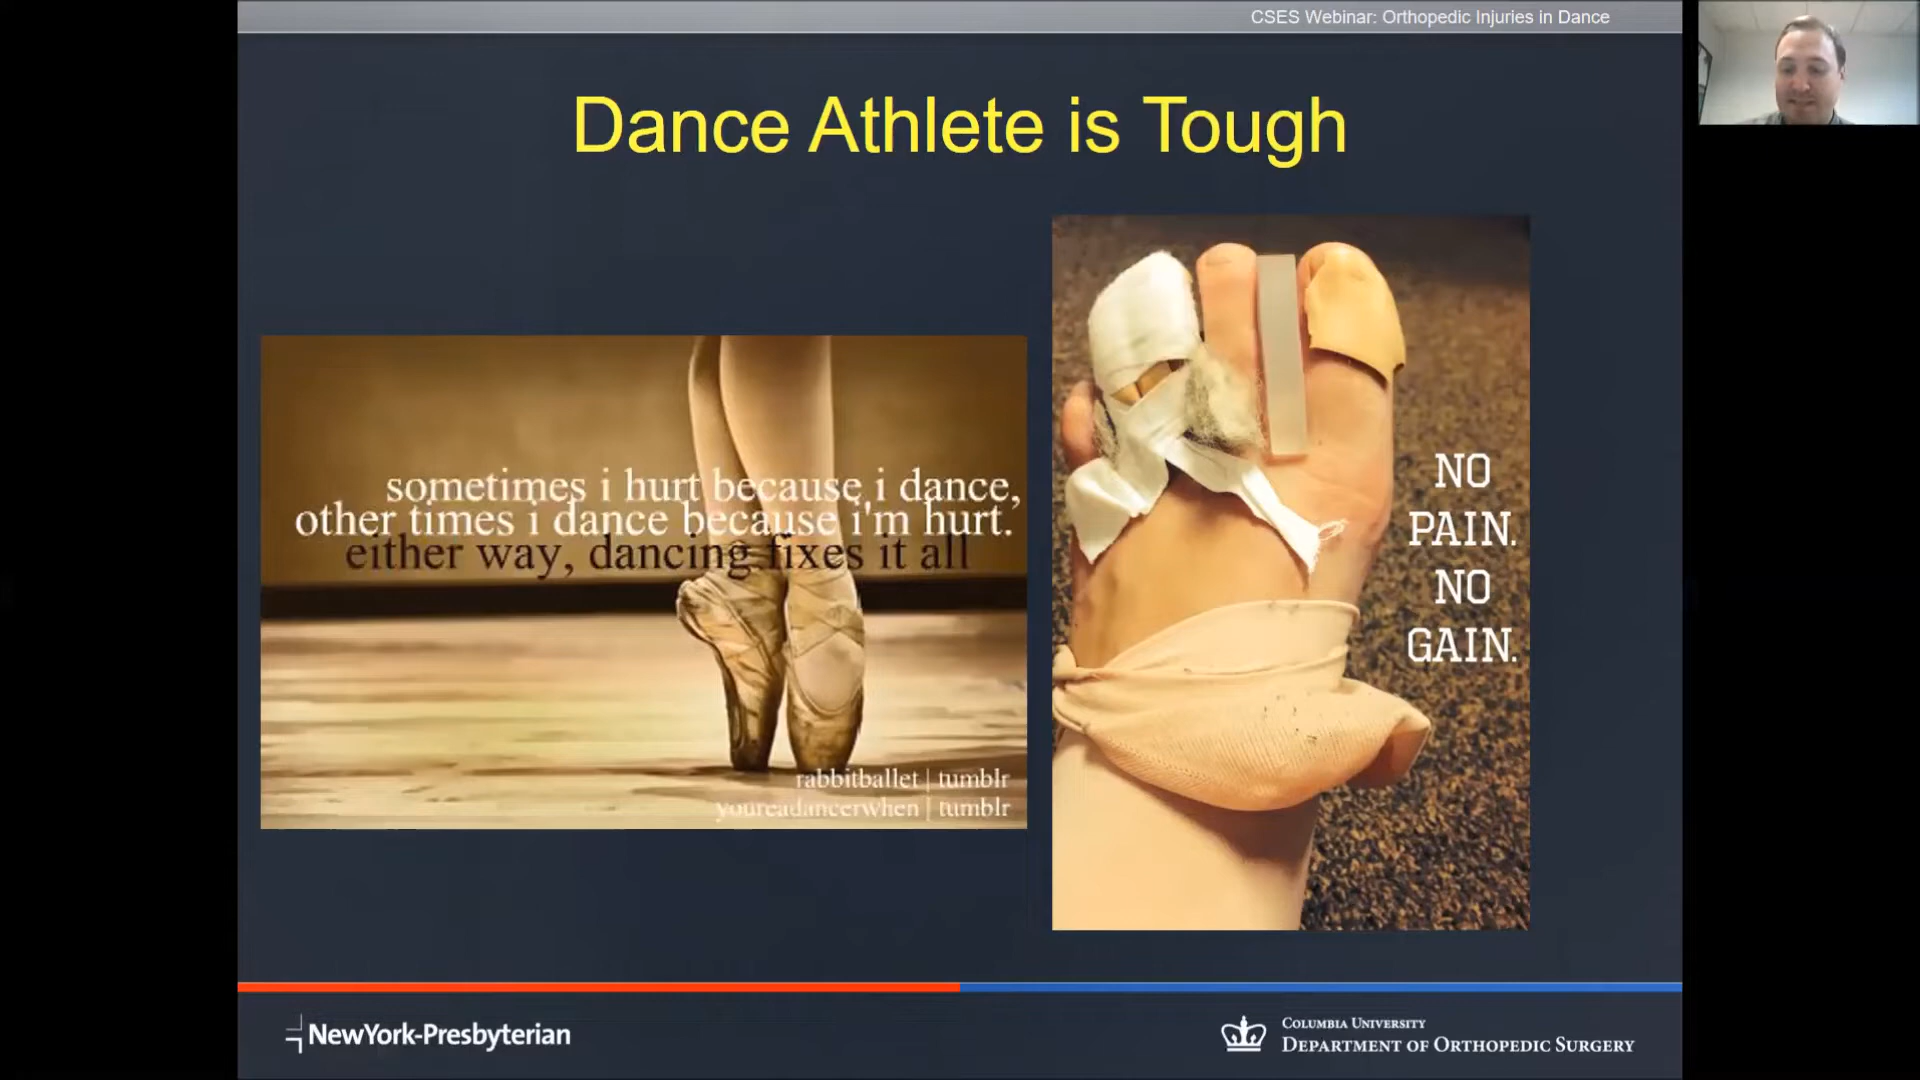 CSES Webinar: Orthopedic Injuries in Dance
Dance Athlete is Tough
sometimes i hurt because i dance,
other times i dance because i'm hurt.
either way, dancing fixes it all
rabbitballet | tumblr
youreadancerwhen | tumblr
NO
PAIN.
NO
GAIN.
NewYork-Presbyterian
COLUMBIA UNIVERSITY
DEPARTMENT OF ORTHOPEDIC SURGERY